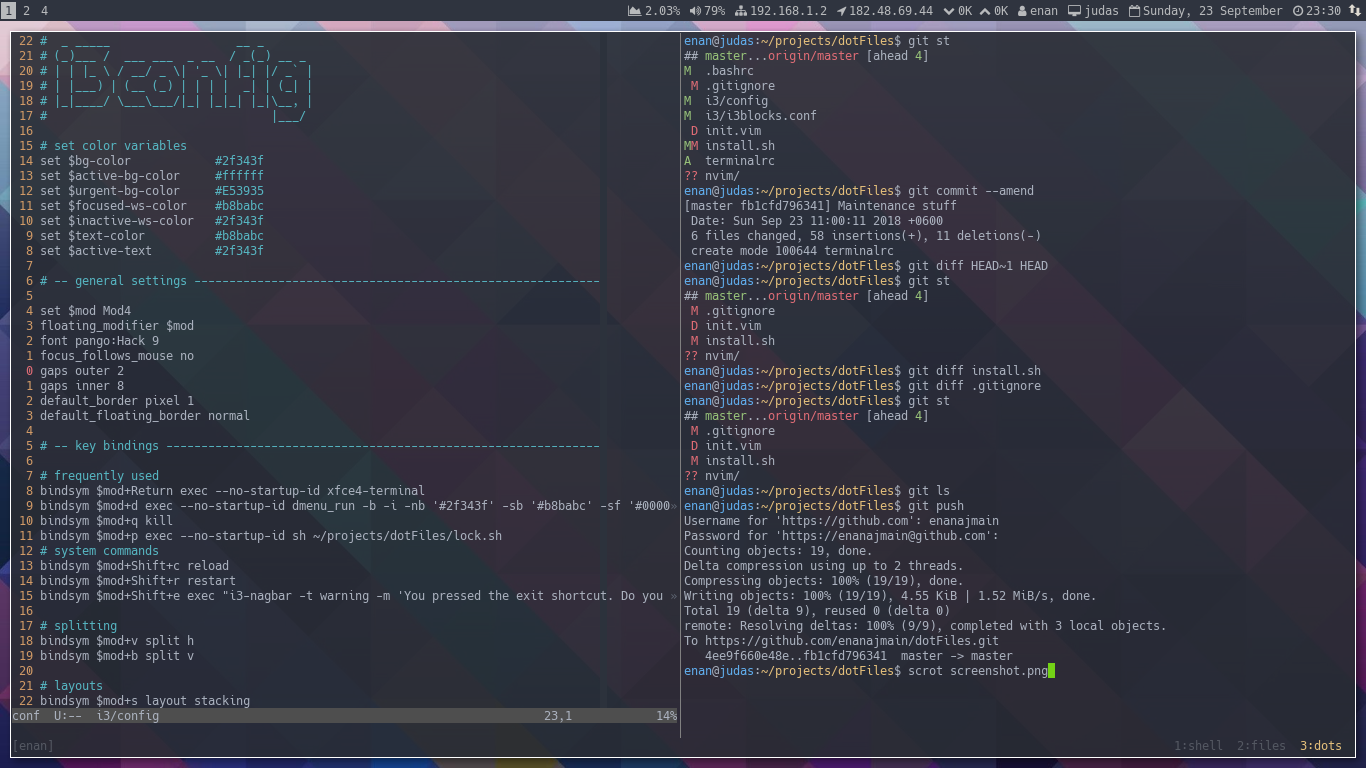 1 2 4 2.03% 79% 192.168.1.2 182.48.69.44 0K 0K enan judas Sunday, 23 September 23:30
22 #  _ _____                  __ _
21 # (_)___ /  ___ ___  _ __  / _(_) __ _
20 # | | |_ \ / __/ _ \| '_ \| |_| |/ _` |
19 # | |___) | (__ (_) | | | |  _| | (_| |
18 # |_|____/ \___\___/|_| |_|_| |_|\__, |
17 #                                |___/
16
15 # set color variables
14 set $bg-color            #2f343f
13 set $active-bg-color     #ffffff
12 set $urgent-bg-color     #E53935
11 set $focused-ws-color    #b8babc
10 set $inactive-ws-color   #2f343f
9 set $text-color          #b8babc
8 set $active-text         #2f343f
7
6 # -- general settings ----------------------------------------------------------
5
4 set $mod Mod4
3 floating_modifier $mod
2 font pango:Hack 9
1 focus_follows_mouse no
0 gaps outer 2
1 gaps inner 8
2 default_border pixel 1
3 default_floating_border normal
4
5 # -- key bindings --------------------------------------------------------------
6
7 # frequently used
8 bindsym $mod+Return exec --no-startup-id xfce4-terminal
9 bindsym $mod+d exec --no-startup-id dmenu_run -b -i -nb '#2f343f' -sb '#b8babc' -sf '#0000»
10 bindsym $mod+q kill
11 bindsym $mod+p exec --no-startup-id sh ~/projects/dotFiles/lock.sh
12 # system commands
13 bindsym $mod+Shift+c reload
14 bindsym $mod+Shift+r restart
15 bindsym $mod+Shift+e exec "i3-nagbar -t warning -m 'You pressed the exit shortcut. Do you »
16
17 # splitting
18 bindsym $mod+v split h
19 bindsym $mod+b split v
20
21 # layouts
22 bindsym $mod+s layout stacking
conf  U:--  i3/config 23,1 14%
enan@judas:~/projects/dotFiles$ git st
## master...origin/master [ahead 4]
M  .bashrc
 M .gitignore
M  i3/config
M  i3/i3blocks.conf
 D init.vim
MM install.sh
A  terminalrc
?? nvim/
enan@judas:~/projects/dotFiles$ git commit --amend
[master fb1cfd796341] Maintenance stuff
 Date: Sun Sep 23 11:00:11 2018 +0600
 6 files changed, 58 insertions(+), 11 deletions(-)
 create mode 100644 terminalrc
enan@judas:~/projects/dotFiles$ git diff HEAD~1 HEAD
enan@judas:~/projects/dotFiles$ git st
## master...origin/master [ahead 4]
 M .gitignore
 D init.vim
 M install.sh
?? nvim/
enan@judas:~/projects/dotFiles$ git diff install.sh
enan@judas:~/projects/dotFiles$ git diff .gitignore
enan@judas:~/projects/dotFiles$ git st
## master...origin/master [ahead 4]
 M .gitignore
 D init.vim
 M install.sh
?? nvim/
enan@judas:~/projects/dotFiles$ git ls
enan@judas:~/projects/dotFiles$ git push
Username for 'https://github.com': enanajmain
Password for 'https://enanajmain@github.com':
Counting objects: 19, done.
Delta compression using up to 2 threads.
Compressing objects: 100% (19/19), done.
Writing objects: 100% (19/19), 4.55 KiB | 1.52 MiB/s, done.
Total 19 (delta 9), reused 0 (delta 0)
remote: Resolving deltas: 100% (9/9), completed with 3 local objects.
To https://github.com/enanajmain/dotFiles.git
   4ee9f660e48e..fb1cfd796341  master -> master
enan@judas:~/projects/dotFiles$ scrot screenshot.png
[enan] 1:shell 2:files 3:dots